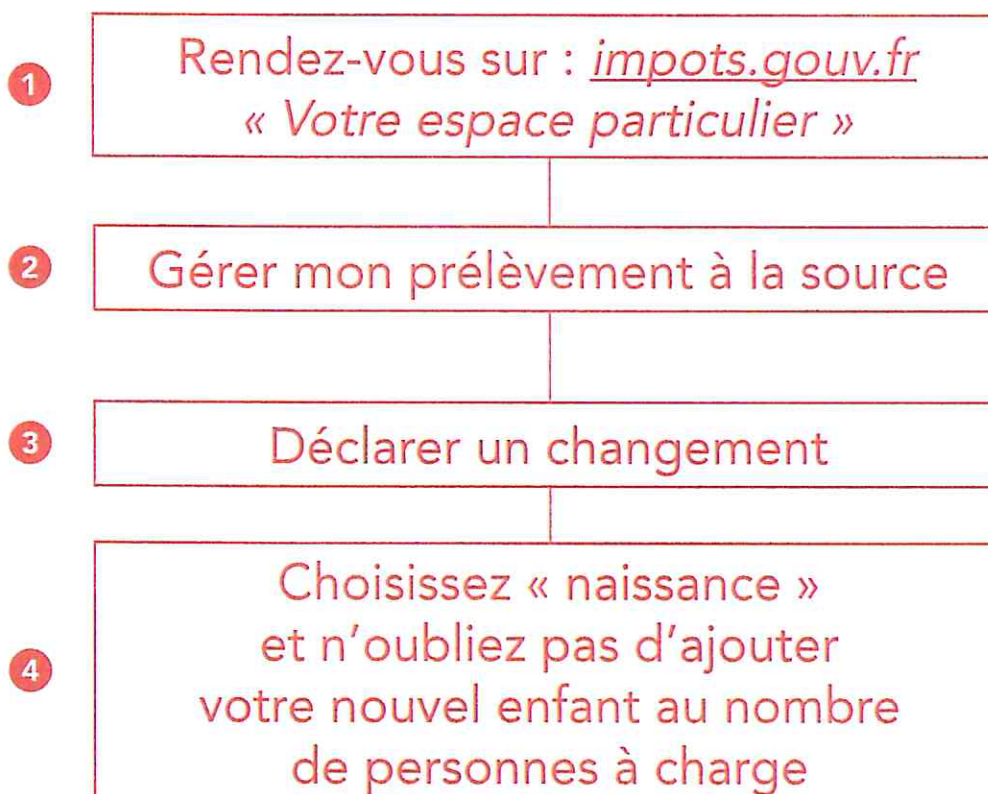 1
Rendez-vous sur : impots.gouv.fr
« Votre espace particulier »
2
Gérer mon prélèvement à la source
3
Déclarer un changement
4
Choisissez « naissance »
et n'oubliez pas d'ajouter
votre nouvel enfant au nombre
de personnes à charge